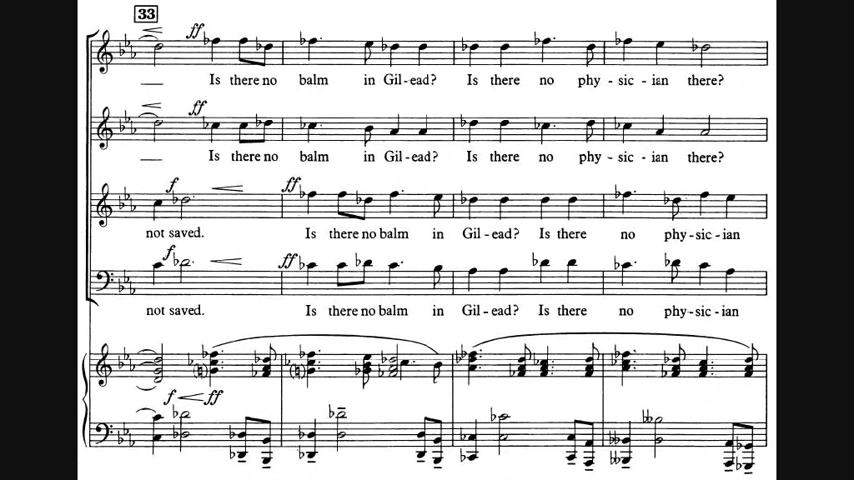 33
ff
Is there no balm in Gil-ead? Is there no phy-sic-ian there?
ff
Is there no balm in Gil-ead? Is there no phy-sic-ian there?
f ff
not saved. Is there no balm in Gil-ead? Is there no phy-sic-ian
f ff
not saved. Is there no balm in Gil-ead? Is there no phy-sic-ian
f ff